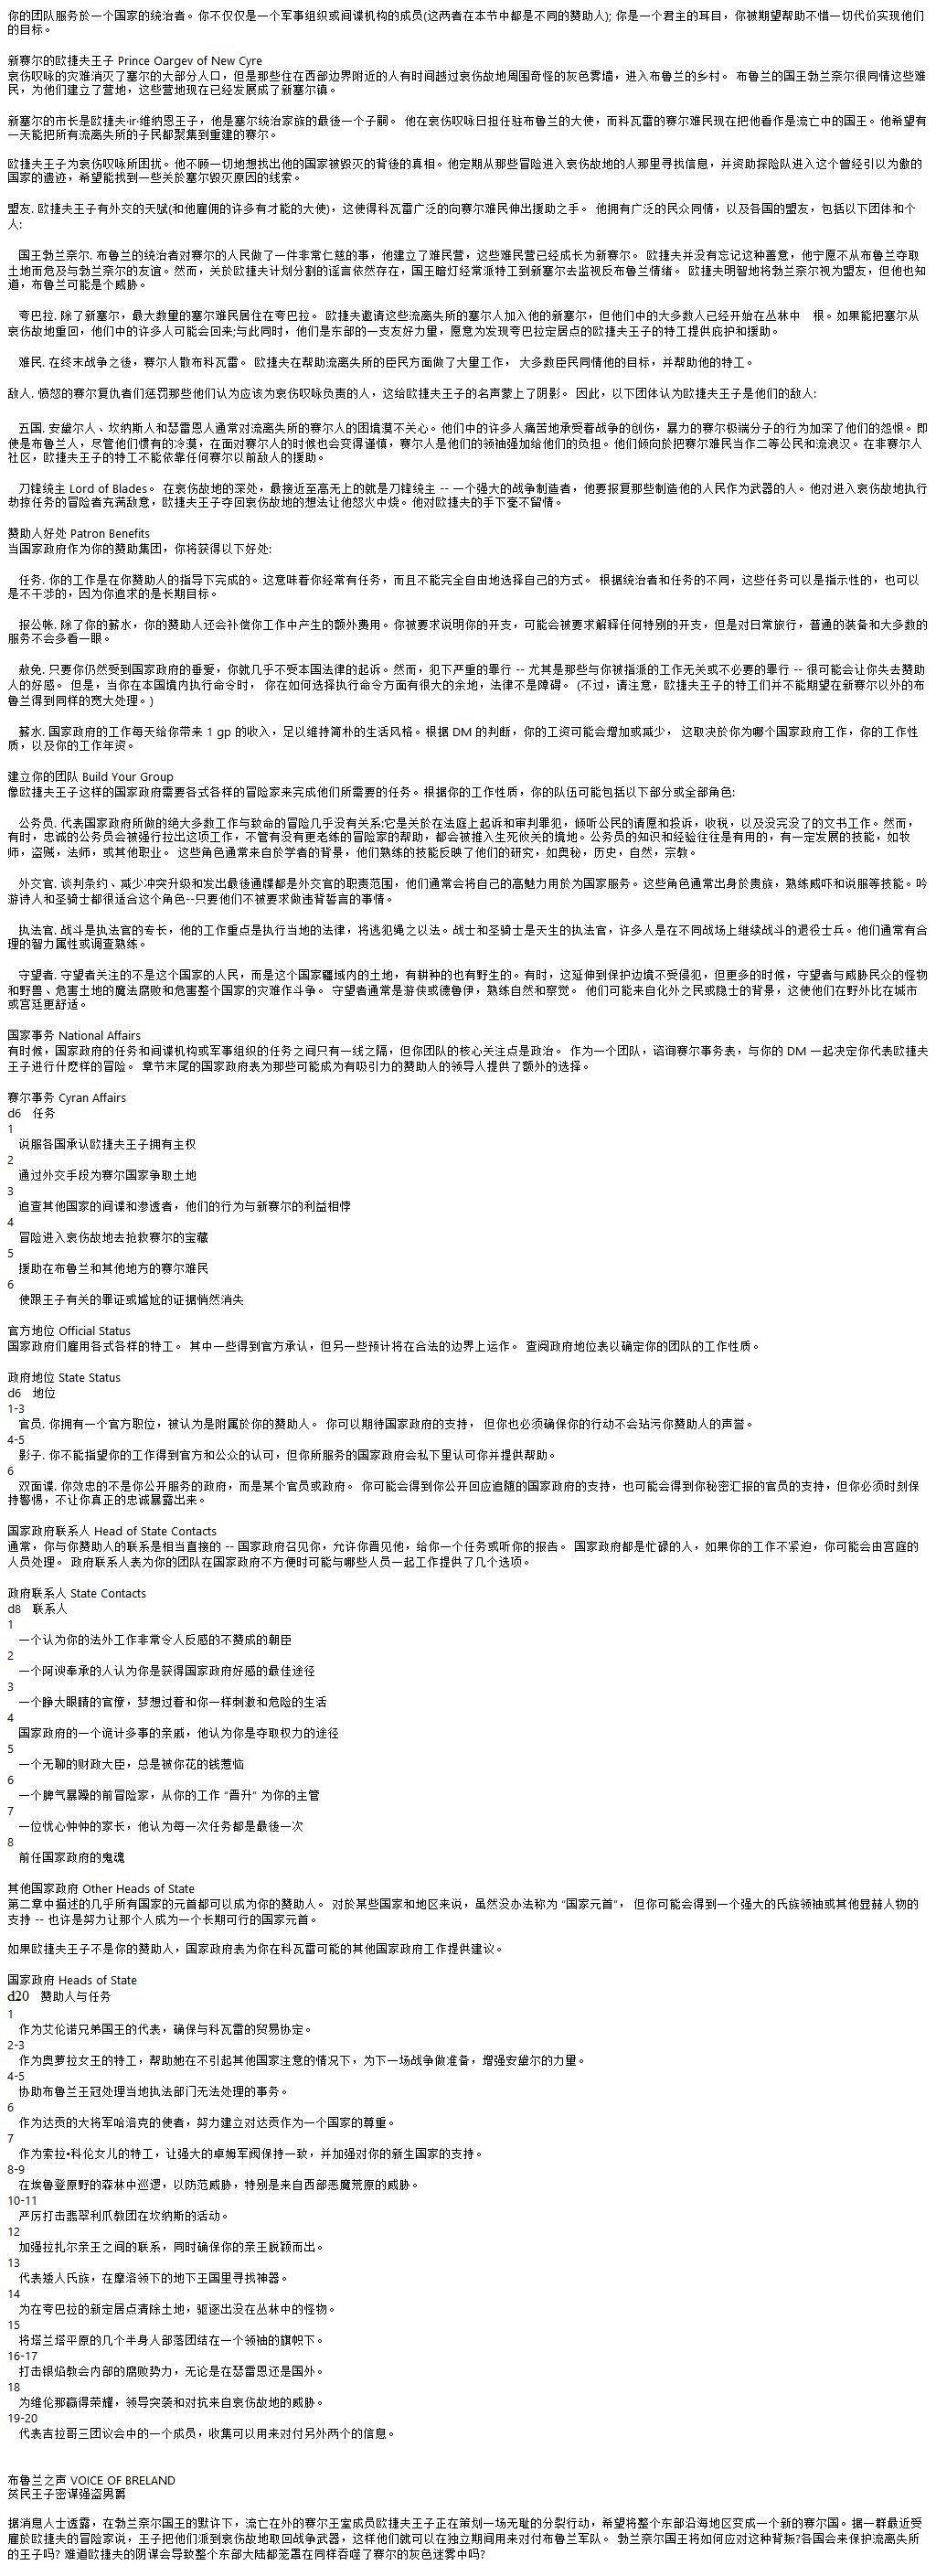 你的团队服务於一个国家的统治者。你不仅仅是一个军事组织或间谍机构的成员(这两者在本节中都是不同的赞助人); 你是一个君主的耳目，你被期望帮助不惜一切代价实现他们
的目标。
新赛尔的欧捷夫王子 Prince Oargev of New Cyre
哀伤叹咏的灾难消灭了塞尔的大部分人口，但是那些住在西部边界附近的人有时间越过哀伤故地周围奇怪的灰色雾墙，进入布鲁兰的乡村。 布鲁兰的国王勃兰奈尔很同情这些难
民，为他们建立了营地，这些营地现在已经发展成了新塞尔镇。
新塞尔的市长是欧捷夫·ir·维纳恩王子，他是塞尔统治家族的最後一个子嗣。 他在哀伤叹咏日担任驻布鲁兰的大使，而科瓦雷的赛尔难民现在把他看作是流亡中的国王。他希望有
一天能把所有流离失所的子民都聚集到重建的赛尔。
欧捷夫王子为哀伤叹咏所困扰。他不顾一切地想找出他的国家被毁灭的背後的真相。他定期从那些冒险进入哀伤故地的人那里寻找信息，并资助探险队进入这个曾经引以为傲的
国家的遗迹，希望能找到一些关於塞尔毁灭原因的线索。
盟友. 欧捷夫王子有外交的天赋(和他雇佣的许多有才能的大使)，这使得科瓦雷广泛的向赛尔难民伸出援助之手。 他拥有广泛的民众同情，以及各国的盟友，包括以下团体和个
人:
国王勃兰奈尔. 布鲁兰的统治者对赛尔的人民做了一件非常仁慈的事，他建立了难民营，这些难民营已经成长为新赛尔。 欧捷夫并没有忘记这种善意，他宁愿不从布鲁兰夺取
土地而危及与勃兰奈尔的友谊。然而，关於欧捷夫计划分割的谣言依然存在，国王暗灯经常派特工到新塞尔去监视反布鲁兰情绪。 欧捷夫明智地将勃兰奈尔视为盟友，但他也知
道，布鲁兰可能是个威胁。
夸巴拉. 除了新塞尔，最大数量的塞尔难民居住在夸巴拉。 欧捷夫邀请这些流离失所的塞尔人加入他的新塞尔，但他们中的大多数人已经开始在丛林中　根。如果能把塞尔从
哀伤故地重回，他们中的许多人可能会回来;与此同时，他们是东部的一支友好力量，愿意为发现夸巴拉定居点的欧捷夫王子的特工提供庇护和援助。
难民. 在终末战争之後，赛尔人散布科瓦雷。 欧捷夫在帮助流离失所的臣民方面做了大量工作， 大多数臣民同情他的目标，并帮助他的特工。
敌人. 愤怒的赛尔复仇者们惩罚那些他们认为应该为哀伤叹咏负责的人，这给欧捷夫王子的名声蒙上了阴影。 因此，以下团体认为欧捷夫王子是他们的敌人:
五国. 安黛尔人、坎纳斯人和瑟雷恩人通常对流离失所的赛尔人的困境漠不关心。他们中的许多人痛苦地承受着战争的创伤，暴力的赛尔极端分子的行为加深了他们的怨恨。即
使是布鲁兰人，尽管他们惯有的冷漠，在面对赛尔人的时候也会变得谨慎，赛尔人是他们的领袖强加给他们的负担。他们倾向於把赛尔难民当作二等公民和流浪汉。在非赛尔人
社区，欧捷夫王子的特工不能依靠任何赛尔以前敌人的援助。
刀锋统主 Lord of Blades。 在哀伤故地的深处，最接近至高无上的就是刀锋统主 -- 一个强大的战争制造者，他要报复那些制造他的人民作为武器的人。他对进入哀伤故地执行
劫掠任务的冒险者充满敌意，欧捷夫王子夺回哀伤故地的想法让他怒火中烧。他对欧捷夫的手下毫不留情。
赞助人好处 Patron Benefits
当国家政府作为你的赞助集团，你将获得以下好处:
任务. 你的工作是在你赞助人的指导下完成的。这意味着你经常有任务，而且不能完全自由地选择自己的方式。 根据统治者和任务的不同，这些任务可以是指示性的，也可以
是不干涉的，因为你追求的是长期目标。
报公帐. 除了你的薪水，你的赞助人还会补偿你工作中产生的额外费用。你被要求说明你的开支，可能会被要求解释任何特别的开支，但是对日常旅行，普通的装备和大多数的
服务不会多看一眼。
赦免. 只要你仍然受到国家政府的垂爱，你就几乎不受本国法律的起诉。然而，犯下严重的罪行 -- 尤其是那些与你被指派的工作无关或不必要的罪行 -- 很可能会让你失去赞助
人的好感。 但是，当你在本国境内执行命令时， 你在如何选择执行命令方面有很大的余地，法律不是障碍。 (不过，请注意，欧捷夫王子的特工们并不能期望在新赛尔以外的布
鲁兰得到同样的宽大处理。)
薪水. 国家政府的工作每天给你带来 1 gp 的收入，足以维持简朴的生活风格。根据 DM 的判断，你的工资可能会增加或减少， 这取决於你为哪个国家政府工作，你的工作性
质，以及你的工作年资。
建立你的团队 Build Your Group
像欧捷夫王子这样的国家政府需要各式各样的冒险家来完成他们所需要的任务。根据你的工作性质，你的队伍可能包括以下部分或全部角色:
公务员. 代表国家政府所做的绝大多数工作与致命的冒险几乎没有关系:它是关於在法庭上起诉和审判罪犯，倾听公民的请愿和投诉，收税，以及没完没了的文书工作。然而，
有时，忠诚的公务员会被强行拉出这项工作，不管有没有更老练的冒险家的帮助，都会被推入生死攸关的境地。公务员的知识和经验往往是有用的，有一定发展的技能，如牧
师，盗贼，法师，或其他职业。 这些角色通常来自於学者的背景，他们熟练的技能反映了他们的研究，如奥秘，历史，自然，宗教。
外交官. 谈判条约、减少冲突升级和发出最後通牒都是外交官的职责范围，他们通常会将自己的高魅力用於为国家服务。这些角色通常出身於贵族，熟练威吓和说服等技能。吟
游诗人和圣骑士都很适合这个角色--只要他们不被要求做违背誓言的事情。
执法官. 战斗是执法官的专长，他的工作重点是执行当地的法律，将逃犯绳之以法。战士和圣骑士是天生的执法官，许多人是在不同战场上继续战斗的退役士兵。他们通常有合
理的智力属性或调查熟练。
守望者. 守望者关注的不是这个国家的人民，而是这个国家疆域内的土地，有耕种的也有野生的。有时，这延伸到保护边境不受侵犯，但更多的时候，守望者与威胁民众的怪物
和野兽、危害土地的魔法腐败和危害整个国家的灾难作斗争。 守望者通常是游侠或德鲁伊，熟练自然和察觉。 他们可能来自化外之民或隐士的背景，这使他们在野外比在城市
或宫廷更舒适。
国家事务 National Affairs
有时候，国家政府的任务和间谍机构或军事组织的任务之间只有一线之隔，但你团队的核心关注点是政治。 作为一个团队，谘询赛尔事务表，与你的 DM 一起决定你代表欧捷夫
王子进行什麽样的冒险。 章节末尾的国家政府表为那些可能成为有吸引力的赞助人的领导人提供了额外的选择。
赛尔事务 Cyran Affairs
d6　任务
1
说服各国承认欧捷夫王子拥有主权
2
通过外交手段为赛尔国家争取土地
3
追查其他国家的间谍和渗透者，他们的行为与新赛尔的利益相悖
4
冒险进入哀伤故地去抢救赛尔的宝藏
5
援助在布鲁兰和其他地方的赛尔难民
6
使跟王子有关的罪证或尴尬的证据悄然消失
官方地位 Official Status
国家政府们雇用各式各样的特工。 其中一些得到官方承认，但另一些预计将在合法的边界上运作。 查阅政府地位表以确定你的团队的工作性质。
政府地位 State Status
d6　地位
1-3
官员. 你拥有一个官方职位，被认为是附属於你的赞助人。 你可以期待国家政府的支持， 但你也必须确保你的行动不会玷污你赞助人的声誉。
4-5
影子. 你不能指望你的工作得到官方和公众的认可，但你所服务的国家政府会私下里认可你并提供帮助。
6
双面谍. 你效忠的不是你公开服务的政府，而是某个官员或政府。 你可能会得到你公开回应追随的国家政府的支持，也可能会得到你秘密汇报的官员的支持，但你必须时刻保
持警惕，不让你真正的忠诚暴露出来。
国家政府联系人 Head of State Contacts
通常，你与你赞助人的联系是相当直接的 -- 国家政府召见你，允许你晋见他，给你一个任务或听你的报告。 国家政府都是忙碌的人，如果你的工作不紧迫，你可能会由宫庭的
人员处理。 政府联系人表为你的团队在国家政府不方便时可能与哪些人员一起工作提供了几个选项。
政府联系人 State Contacts
d8　联系人
1
一个认为你的法外工作非常令人反感的不赞成的朝臣
2
一个阿谀奉承的人认为你是获得国家政府好感的最佳途径
3
一个睁大眼睛的官僚，梦想过着和你一样刺激和危险的生活
4
国家政府的一个诡计多事的亲戚，他认为你是夺取权力的途径
5
一个无聊的财政大臣，总是被你花的钱惹恼
6
一个脾气暴躁的前冒险家，从你的工作 “晋升” 为你的主管
7
一位忧心忡忡的家长，他认为每一次任务都是最後一次
8
前任国家政府的鬼魂
其他国家政府 Other Heads of State
第二章中描述的几乎所有国家的元首都可以成为你的赞助人。 对於某些国家和地区来说，虽然没办法称为 “国家元首”， 但你可能会得到一个强大的氏族领袖或其他显赫人物的
支持 -- 也许是努力让那个人成为一个长期可行的国家元首。
如果欧捷夫王子不是你的赞助人，国家政府表为你在科瓦雷可能的其他国家政府工作提供建议。
国家政府 Heads of State
d20　赞助人与任务
1
作为艾伦诺兄弟国王的代表，确保与科瓦雷的贸易协定。
2-3
作为奥萝拉女王的特工，帮助她在不引起其他国家注意的情况下，为下一场战争做准备，增强安黛尔的力量。
4-5
协助布鲁兰王冠处理当地执法部门无法处理的事务。
6
作为达贡的大将军哈洛克的使者，努力建立对达贡作为一个国家的尊重。
7
作为索拉•科伦女儿的特工，让强大的卓姆军阀保持一致，并加强对你的新生国家的支持。
8-9
在埃鲁登原野的森林中巡逻，以防范威胁，特别是来自西部恶魔荒原的威胁。
10-11
严厉打击翡翠利爪教团在坎纳斯的活动。
12
加强拉扎尔亲王之间的联系，同时确保你的亲王脱颖而出。
13
代表矮人氏族，在摩洛领下的地下王国里寻找神器。
14
为在夸巴拉的新定居点清除土地，驱逐出没在丛林中的怪物。
15
将塔兰塔平原的几个半身人部落团结在一个领袖的旗帜下。
16-17
打击银焰教会内部的腐败势力，无论是在瑟雷恩还是国外。
18
为维伦那赢得荣耀，领导突袭和对抗来自哀伤故地的威胁。
19-20
代表吉拉哥三团议会中的一个成员，收集可以用来对付另外两个的信息。
布鲁兰之声 VOICE OF BRELAND
贫民王子密谋强盗男爵
据消息人士透露，在勃兰奈尔国王的默许下，流亡在外的赛尔王室成员欧捷夫王子正在策划一场无耻的分裂行动，希望将整个东部沿海地区变成一个新的赛尔国。据一群最近受
雇於欧捷夫的冒险家说，王子把他们派到哀伤故地取回战争武器，这样他们就可以在独立期间用来对付布鲁兰军队。 勃兰奈尔国王将如何应对这种背叛?各国会来保护流离失所
的王子吗? 难道欧捷夫的阴谋会导致整个东部大陆都笼罩在同样吞噬了赛尔的灰色迷雾中吗?